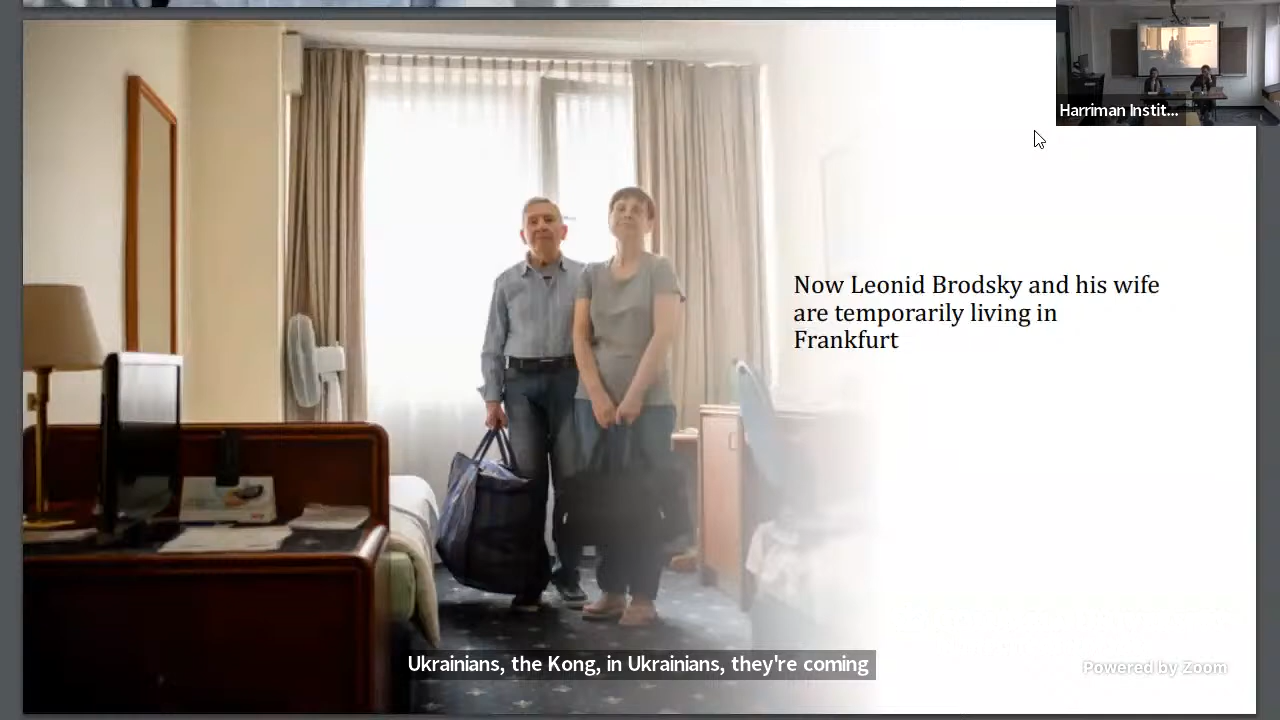 Harriman Instit...
Now Leonid Brodsky and his wife
are temporarily living in
Frankfurt
Ukrainians, the Kong, in Ukrainians, they're coming
Powered by Zoom